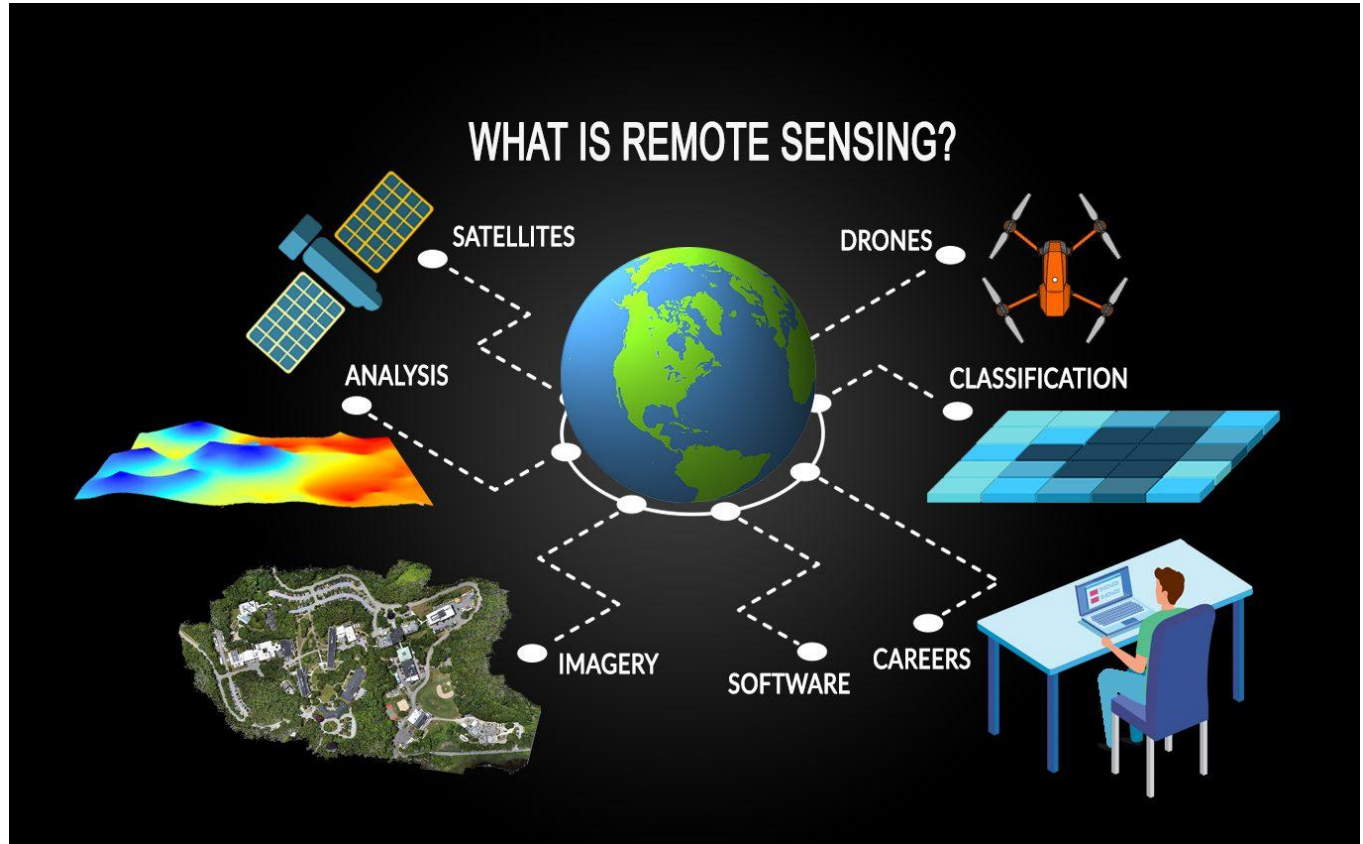 WHAT IS REMOTE SENSING?
SATELLITES
DRONES
ANALYSIS
CLASSIFICATION
IMAGERY
SOFTWARE
CAREERS